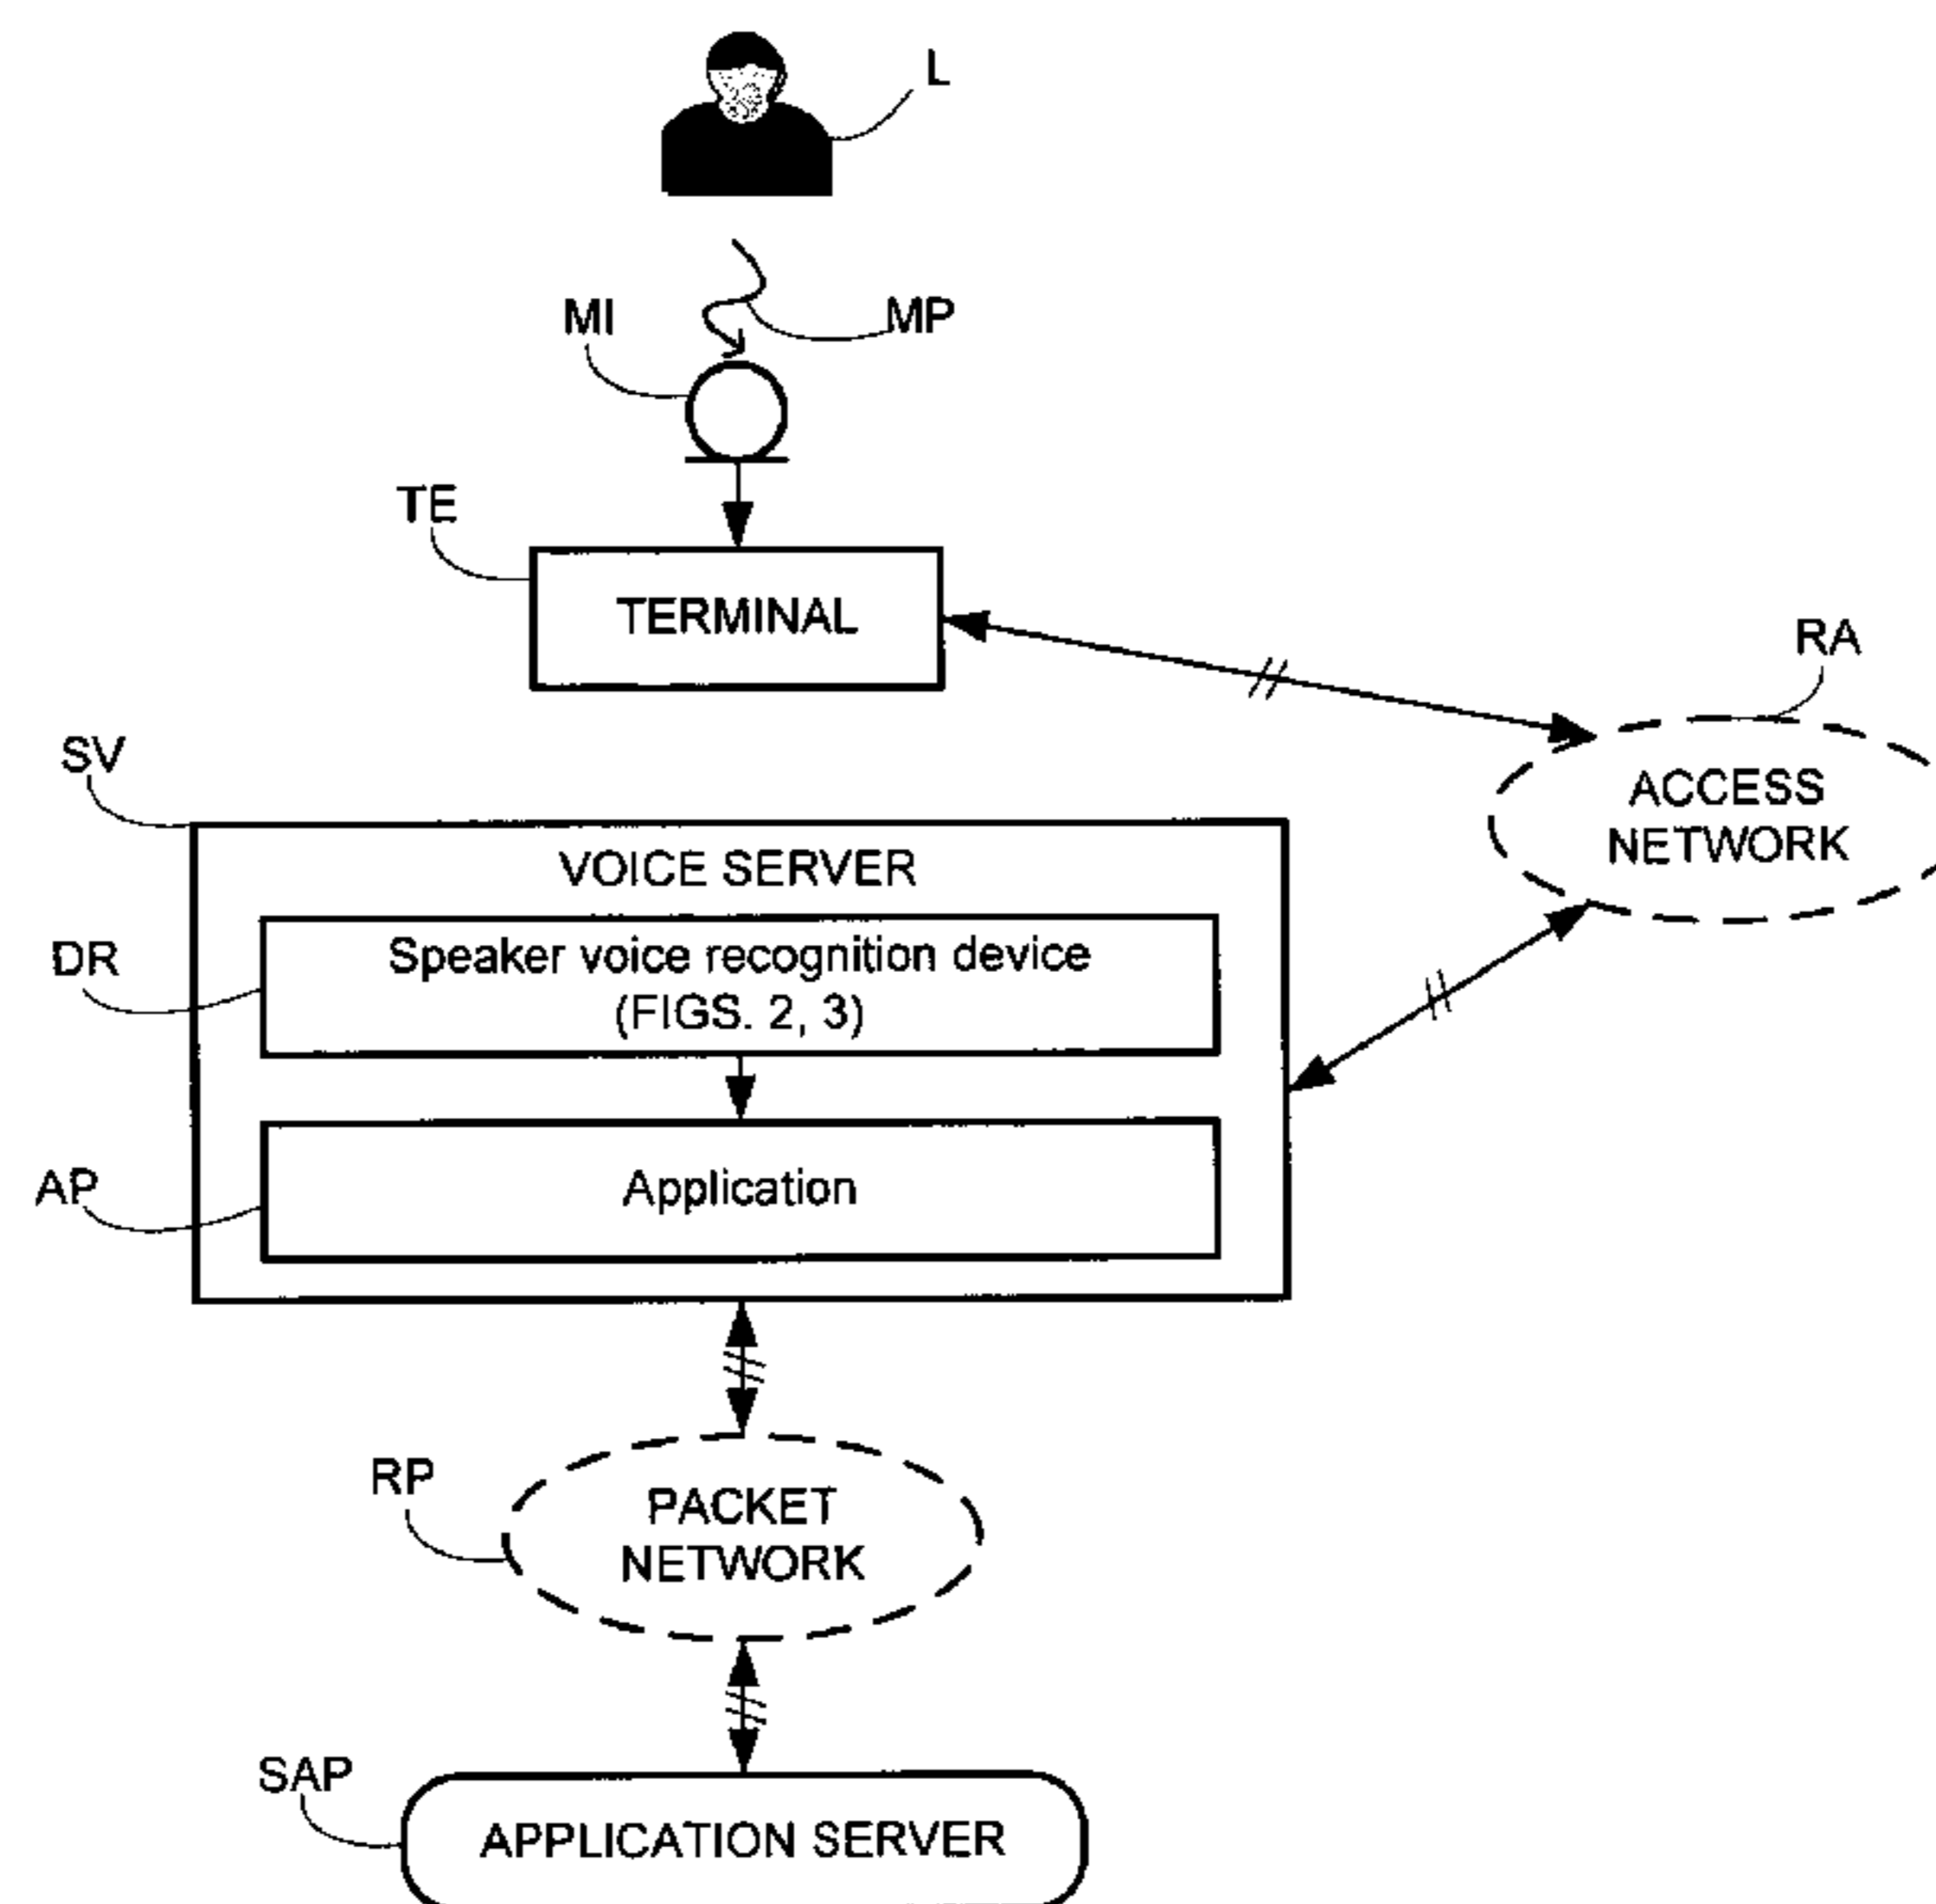 L
MI
MP
TE
TERMINAL
RA
ACCESS
NETWORK
SV
VOICE SERVER
DR
Speaker voice recognition device
(FIGS. 2, 3)
AP
Application
RP
PACKET
NETWORK
SAP
APPLICATION SERVER